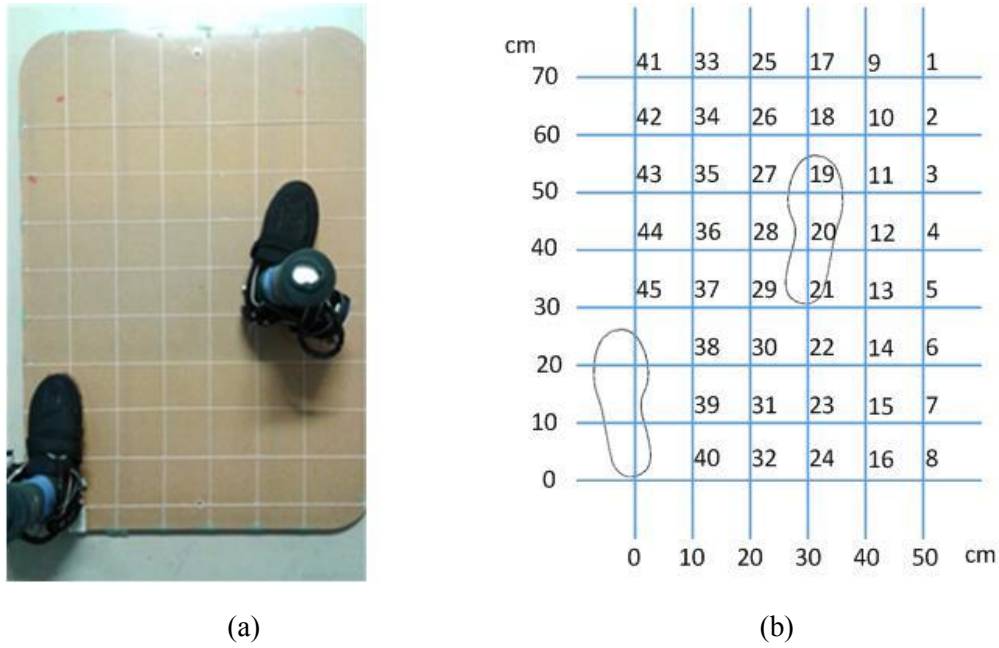 cm
70 41 33 25 17 9 1
60 42 34 26 18 10 2
50 43 35 27 19 11 3
40 44 36 28 20 12 4
30 45 37 29 21 13 5
20 38 30 22 14 6
10 39 31 23 15 7
0 40 32 24 16 8
0 10 20 30 40 50 cm
(a) (b)